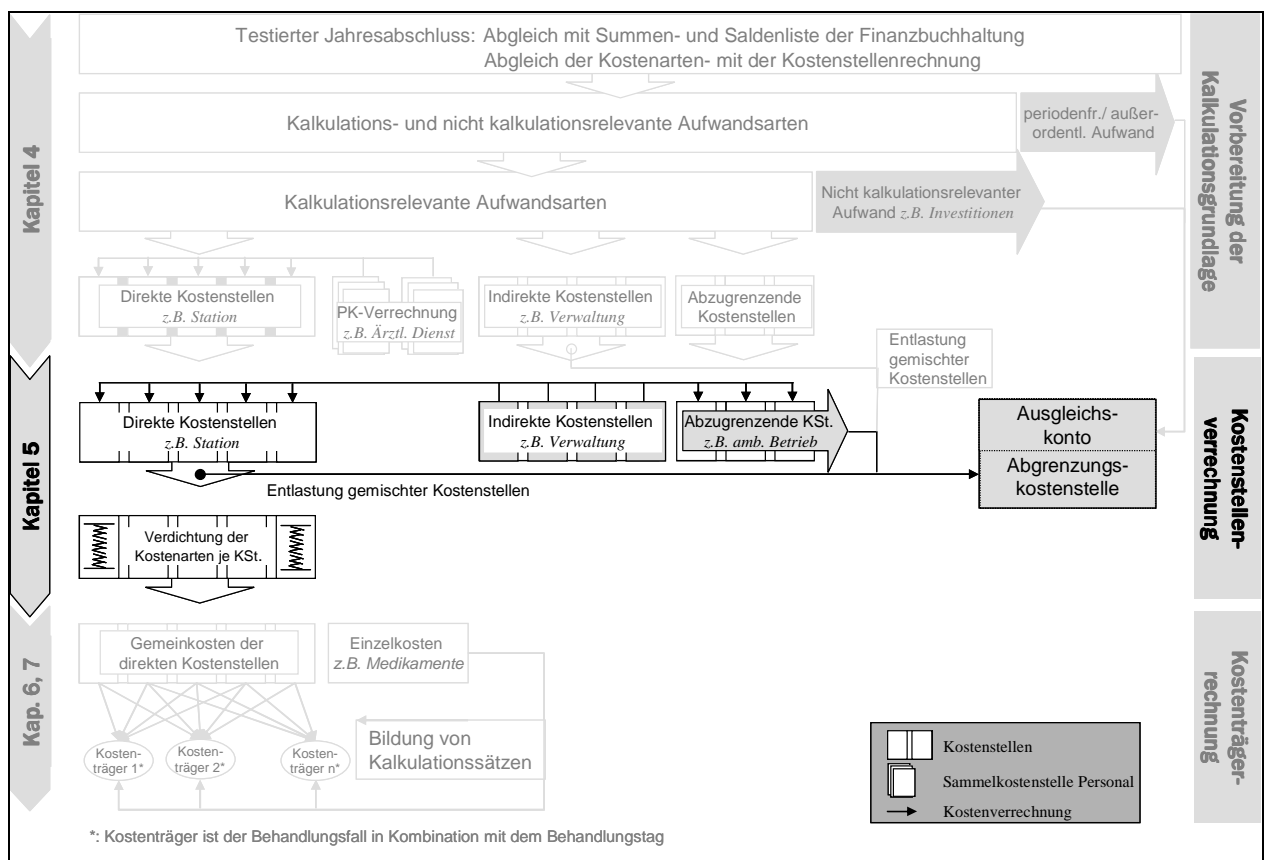 Testierter Jahresabschluss: Abgleich mit Summen- und Saldenliste der Finanzbuchhaltung
Abgleich der Kostenarten- mit der Kostenstellenrechnung
Kapitel 4
Vorbereitung der
Kalkulationsgrundlage
Kalkulations- und nicht kalkulationsrelevante Aufwandsarten
periodenfr./ außer-
ordentl. Aufwand
Kalkulationsrelevante Aufwandsarten
Nicht kalkulationsrelevanter
Aufwand z.B. Investitionen
Direkte Kostenstellen
z.B. Station
PK-Verrechnung
z.B. Ärztl. Dienst
Indirekte Kostenstellen
z.B. Verwaltung
Abzugrenzende
Kostenstellen
Entlastung
gemischter
Kostenstellen
Kapitel 5
Kostenstellen-
verrechnung
Direkte Kostenstellen
z.B. Station
Indirekte Kostenstellen
z.B. Verwaltung
Abzugrenzende KSt.
z.B. amb. Betrieb
Ausgleichs-
konto
Abgrenzungs-
kostenstelle
Entlastung gemischter Kostenstellen
Verdichtung der
Kostenarten je KSt.
Kap. 6, 7
Kostenträger-
rechnung
Gemeinkosten der
direkten Kostenstellen
Einzelkosten
z.B. Medikamente
Kosten-
träger 1*
Kosten-
träger 2*
Kosten-
träger n*
Bildung von
Kalkulationssätzen
Kostenstellen
Sammelkostenstelle Personal
Kostenverrechnung
*: Kostenträger ist der Behandlungsfall in Kombination mit dem Behandlungstag